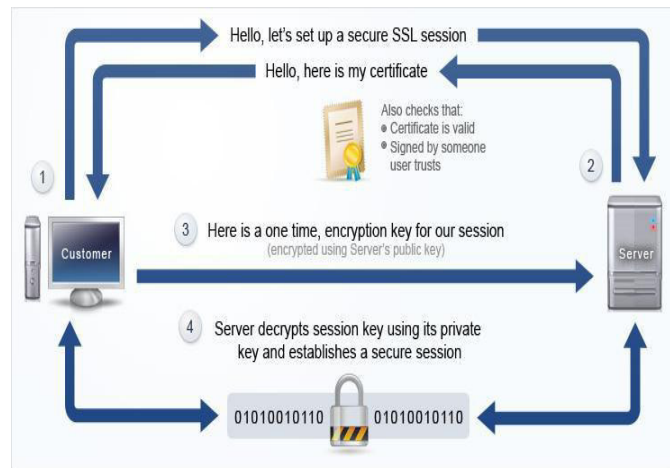 Hello, let's set up a secure SSL session
Hello, here is my certificate
Also checks that:
• Certificate is valid
• Signed by someone
user trusts
1
2
Customer
Server
3
Here is a one time, encryption key for our session
(encrypted using Server's public key)
4
Server decrypts session key using its private
key and establishes a secure session
01010010110
01010010110